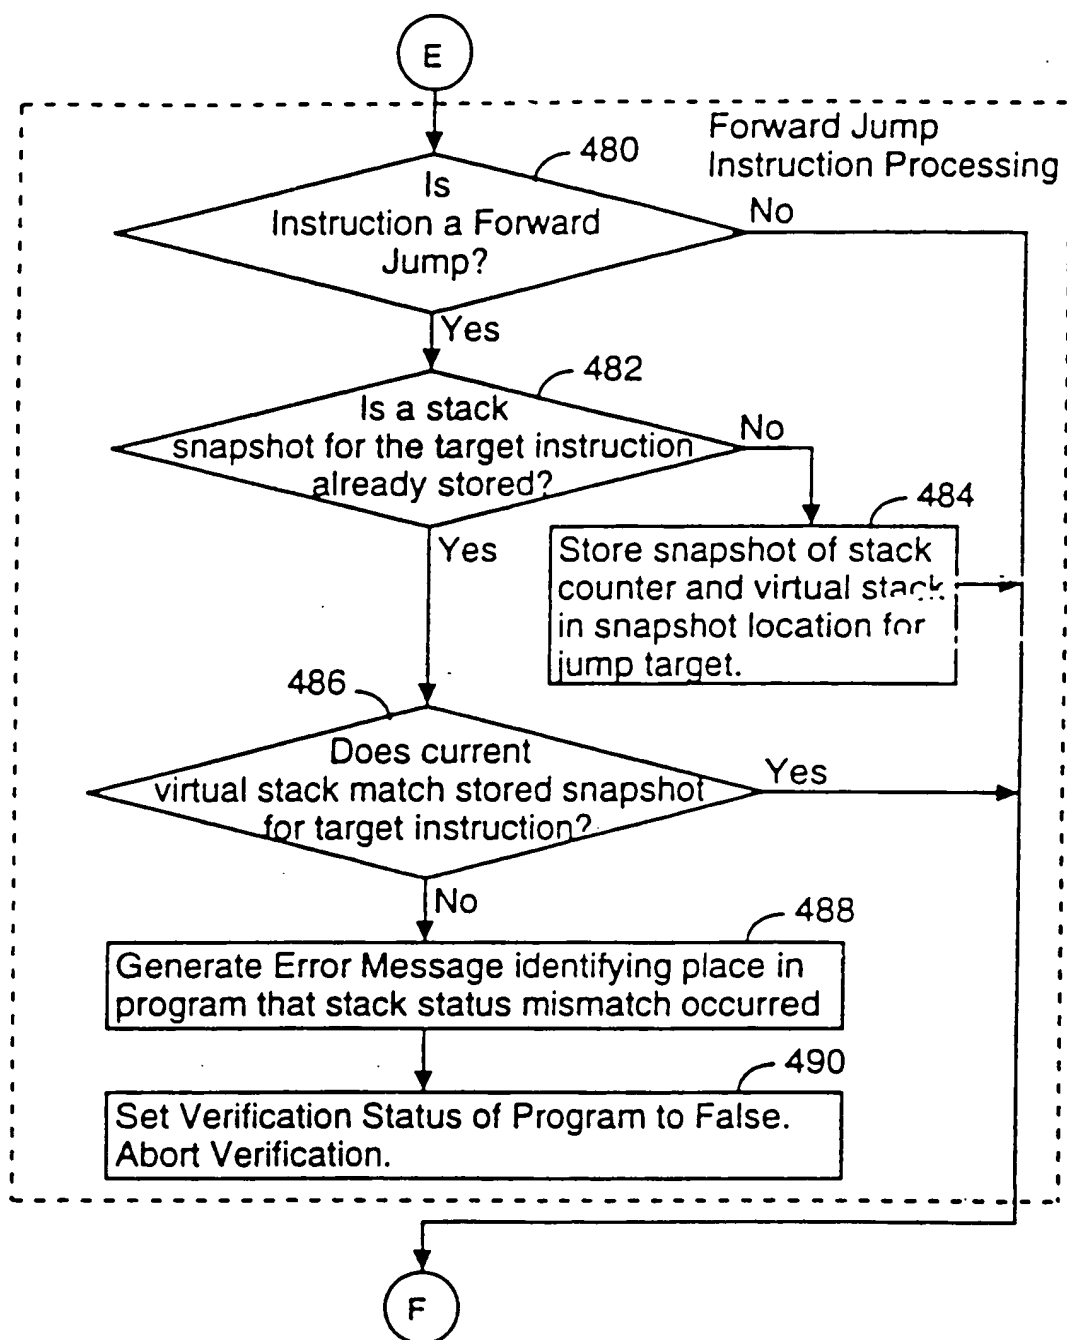 E
Forward Jump
Instruction Processing
480
Is
Instruction a Forward
Jump?
No
Yes
482
Is a stack
snapshot for the target instruction
already stored?
No
Yes
484
Store snapshot of stack
counter and virtual stack
in snapshot location for
jump target.
486
Does current
virtual stack match stored snapshot
for target instruction?
Yes
No
488
Generate Error Message identifying place in
program that stack status mismatch occurred
490
Set Verification Status of Program to False.
Abort Verification.
F